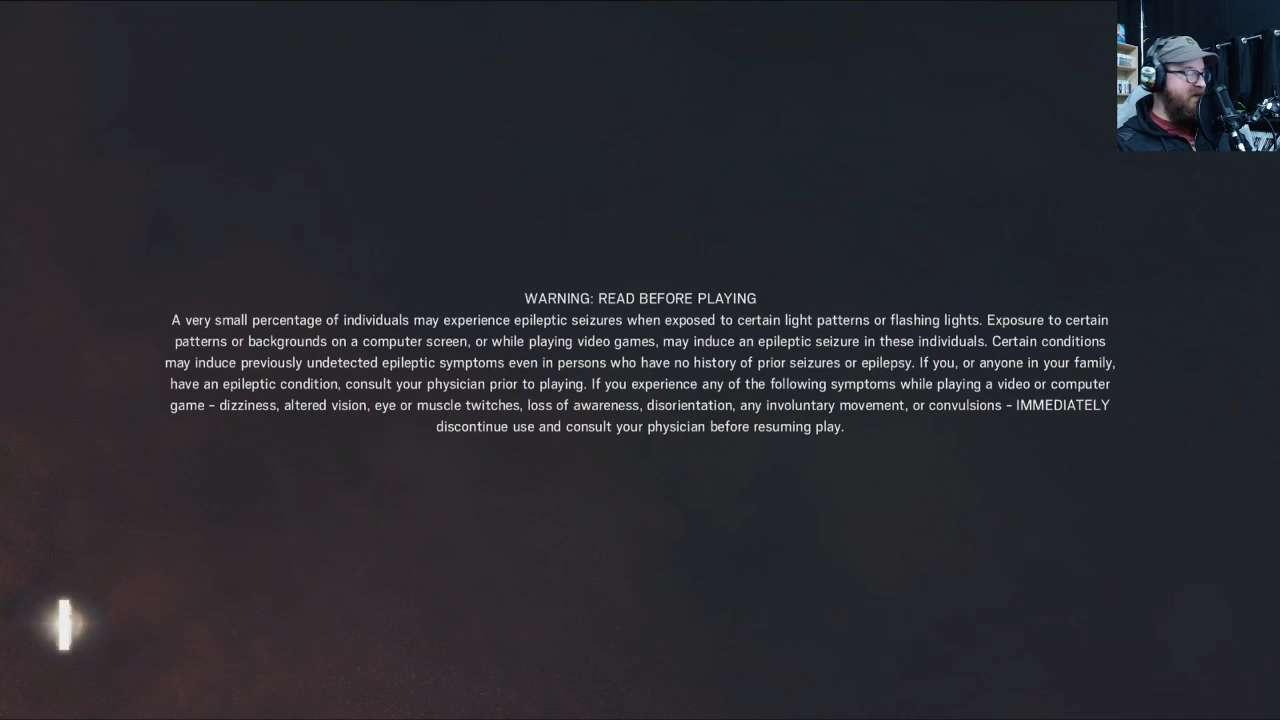 WARNING: READ BEFORE PLAYING
A very small percentage of individuals may experience epileptic seizures when exposed to certain light patterns or flashing lights. Exposure to certain
patterns or backgrounds on a computer screen, or while playing video games, may induce an epileptic seizure in these individuals. Certain conditions
may induce previously undetected epileptic symptoms even in persons who have no history of prior seizures or epilepsy. If you, or anyone in your family,
have an epileptic condition, consult your physician prior to playing. If you experience any of the following symptoms while playing a video or computer
game - dizziness, altered vision, eye or muscle twitches, loss of awareness, disorientation, any involuntary movement, or convulsions - IMMEDIATELY
discontinue use and consult your physician before resuming play.